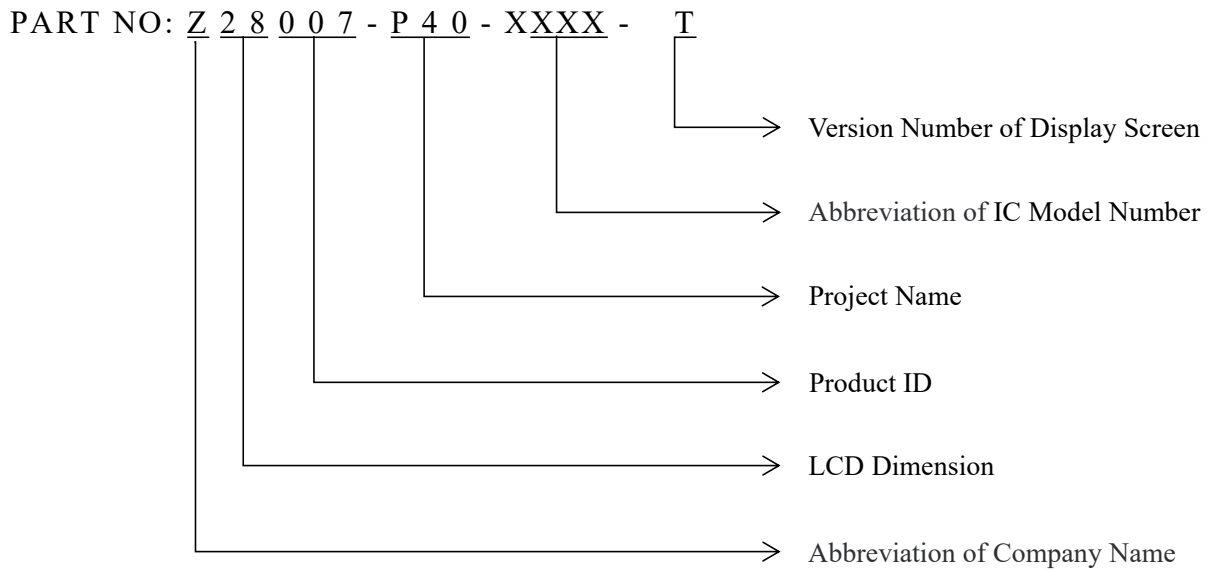 PART NO: Z 2 8 0 0 7 - P 4 0 - XXXX - T
Version Number of Display Screen
Abbreviation of IC Model Number
Project Name
Product ID
LCD Dimension
Abbreviation of Company Name